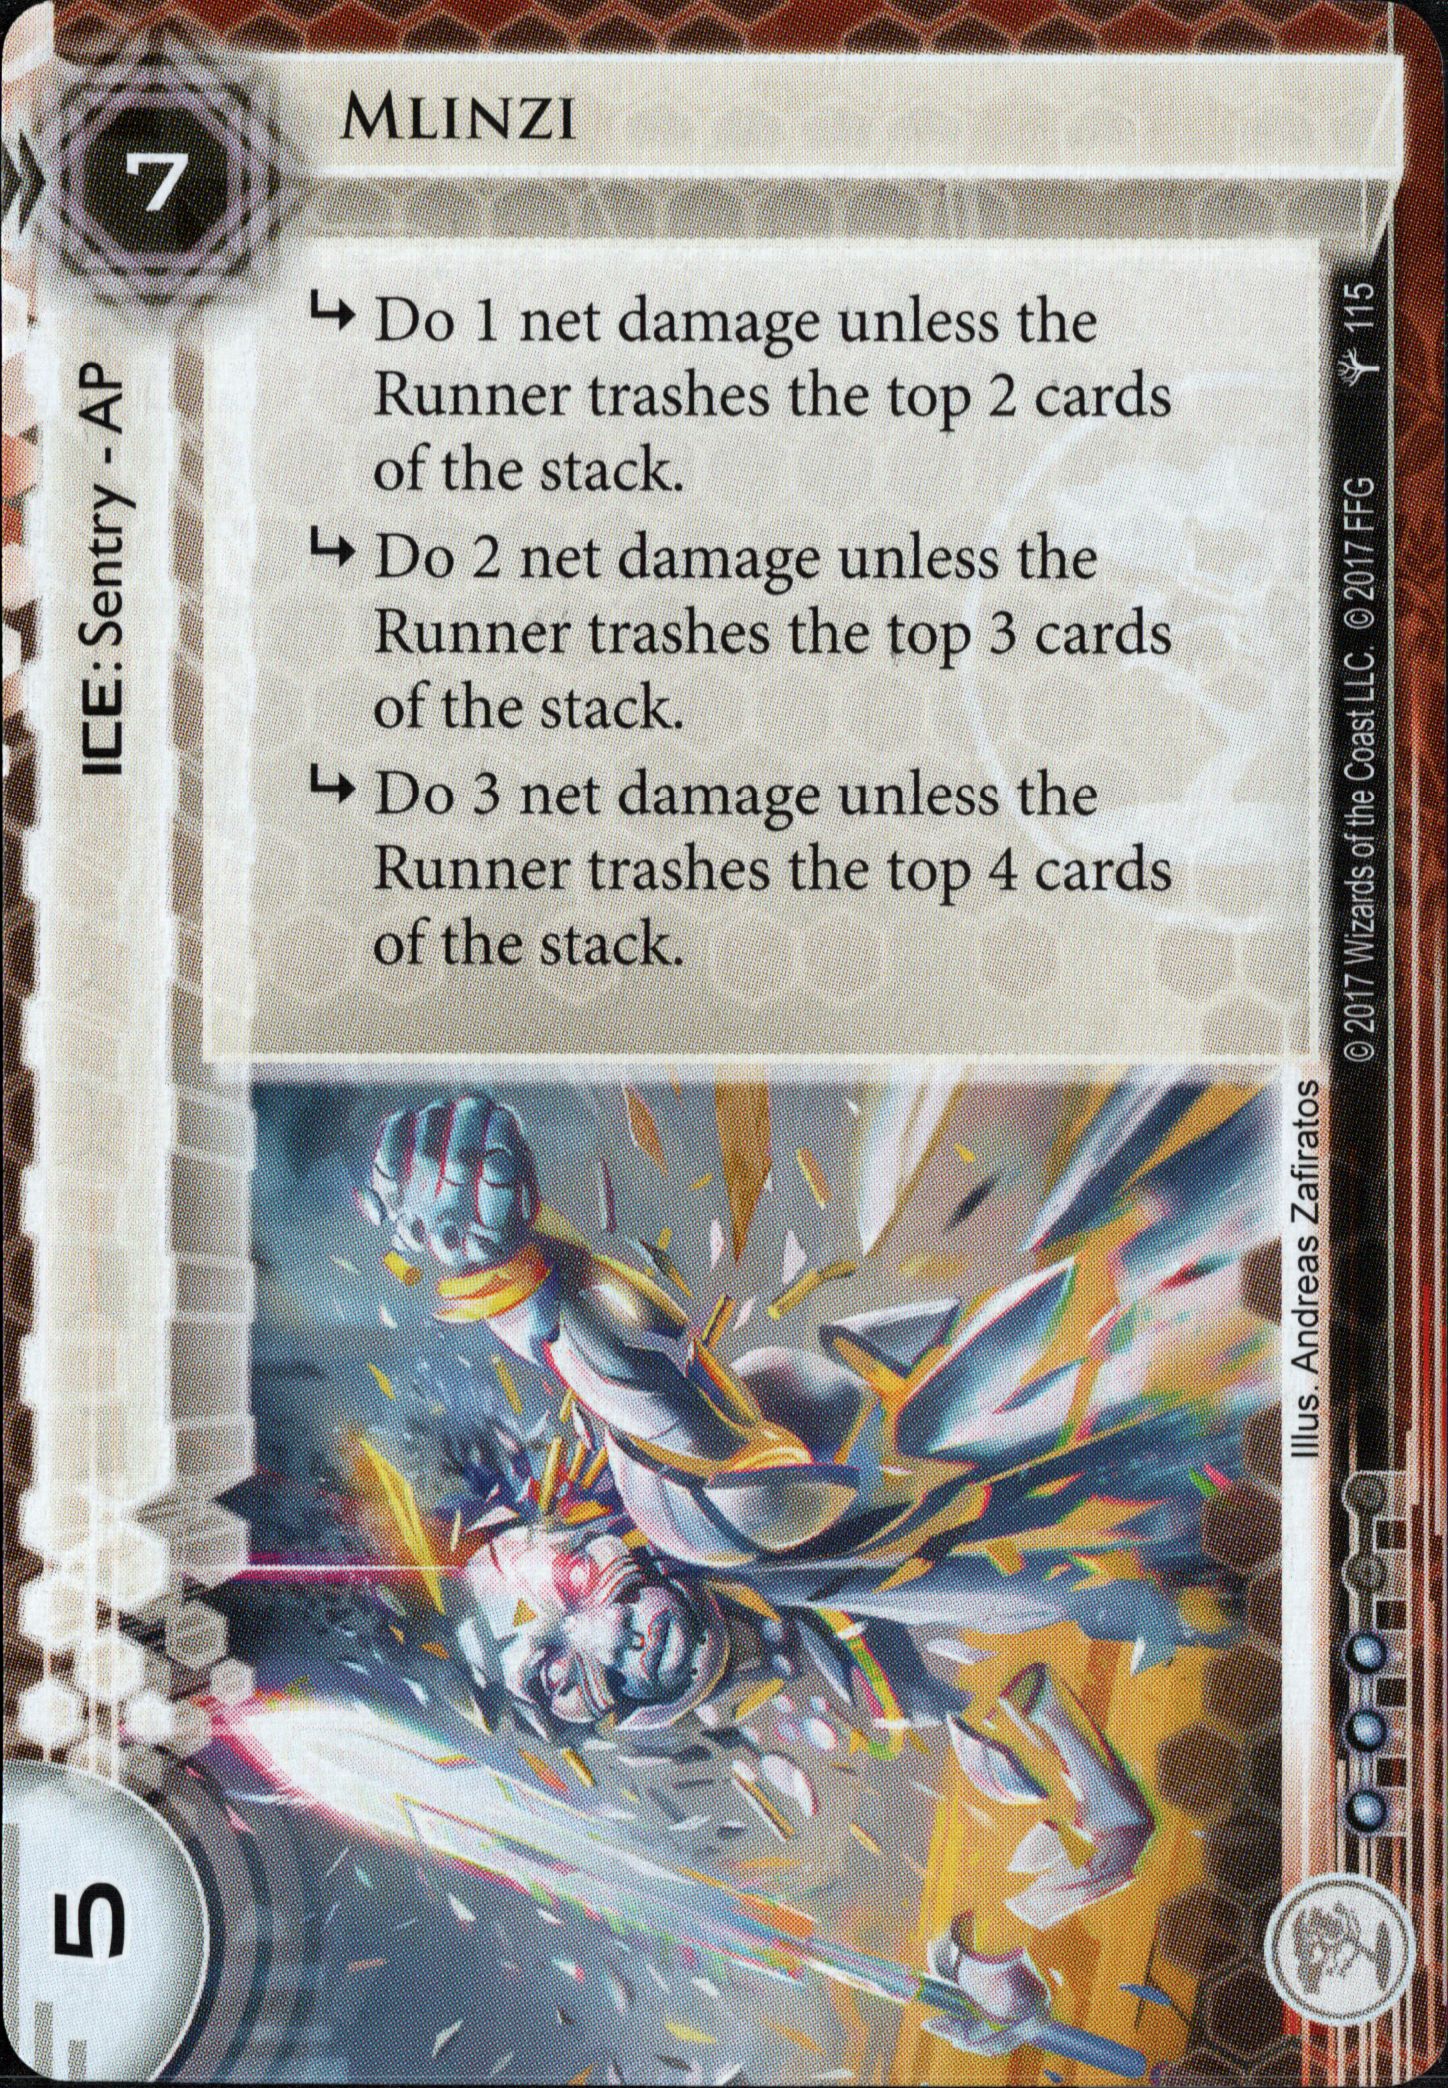 7
MLINZI
ICE: Sentry - AP
↳ Do 1 net damage unless the
Runner trashes the top 2 cards
of the stack.
↳ Do 2 net damage unless the
Runner trashes the top 3 cards
of the stack.
↳ Do 3 net damage unless the
Runner trashes the top 4 cards
of the stack.
5
Illus. Andreas Zafiratos
© 2017 Wizards of the Coast LLC. © 2017 FFG
115